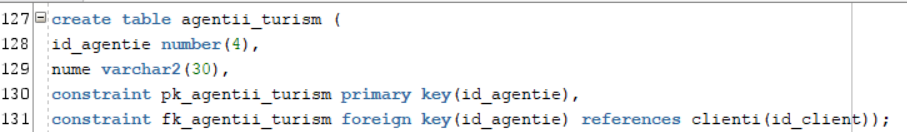 127 create table agentii_turism (
128 id_agentie number(4),
129 nume varchar2(30),
130 constraint pk_agentii_turism primary key(id_agentie),
131 constraint fk_agentii_turism foreign key(id_agentie) references clienti(id_client));